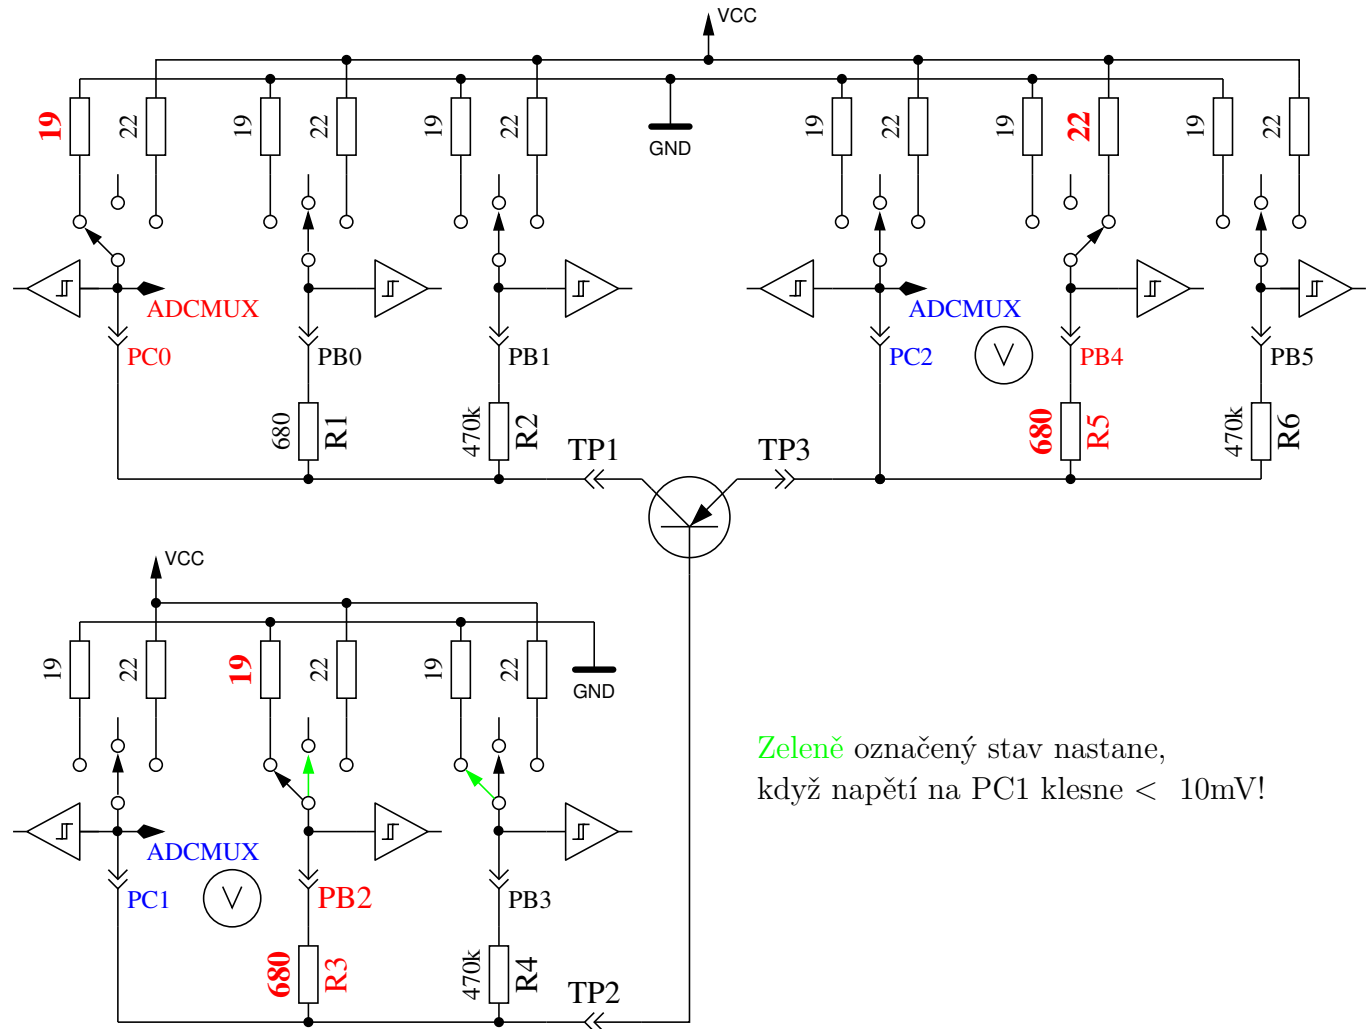 VCC
19
22
19
22
19
22
GND
19
22
19
22
19
22
ADCMUX
ADCMUX
PC0
PB0
PB1
PC2
V
PB4
PB5
680
R1
470k
R2
680
R5
470k
R6
TP1
TP3
VCC
19
22
19
22
19
22
GND
Zeleně označený stav nastane,
když napětí na PC1 klesne < 10mV!
ADCMUX
PC1
V
PB2
PB3
680
R3
470k
R4
TP2